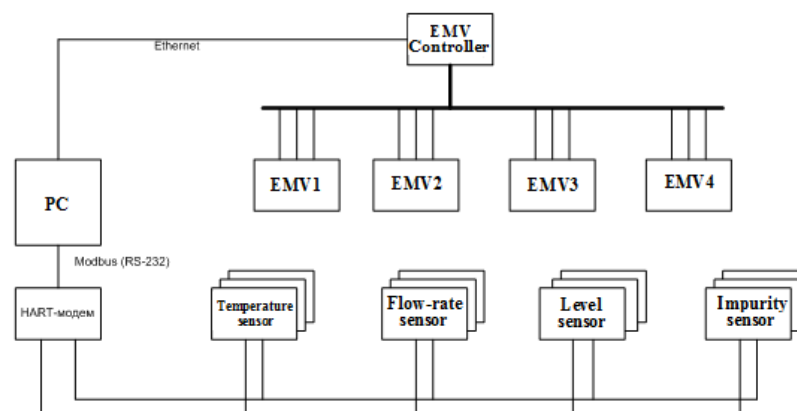 EMV
Controller
Ethernet
EMV1
EMV2
EMV3
EMV4
PC
Modbus (RS-232)
HART-модем
Temperature
sensor
Flow-rate
sensor
Level
sensor
Impurity
sensor